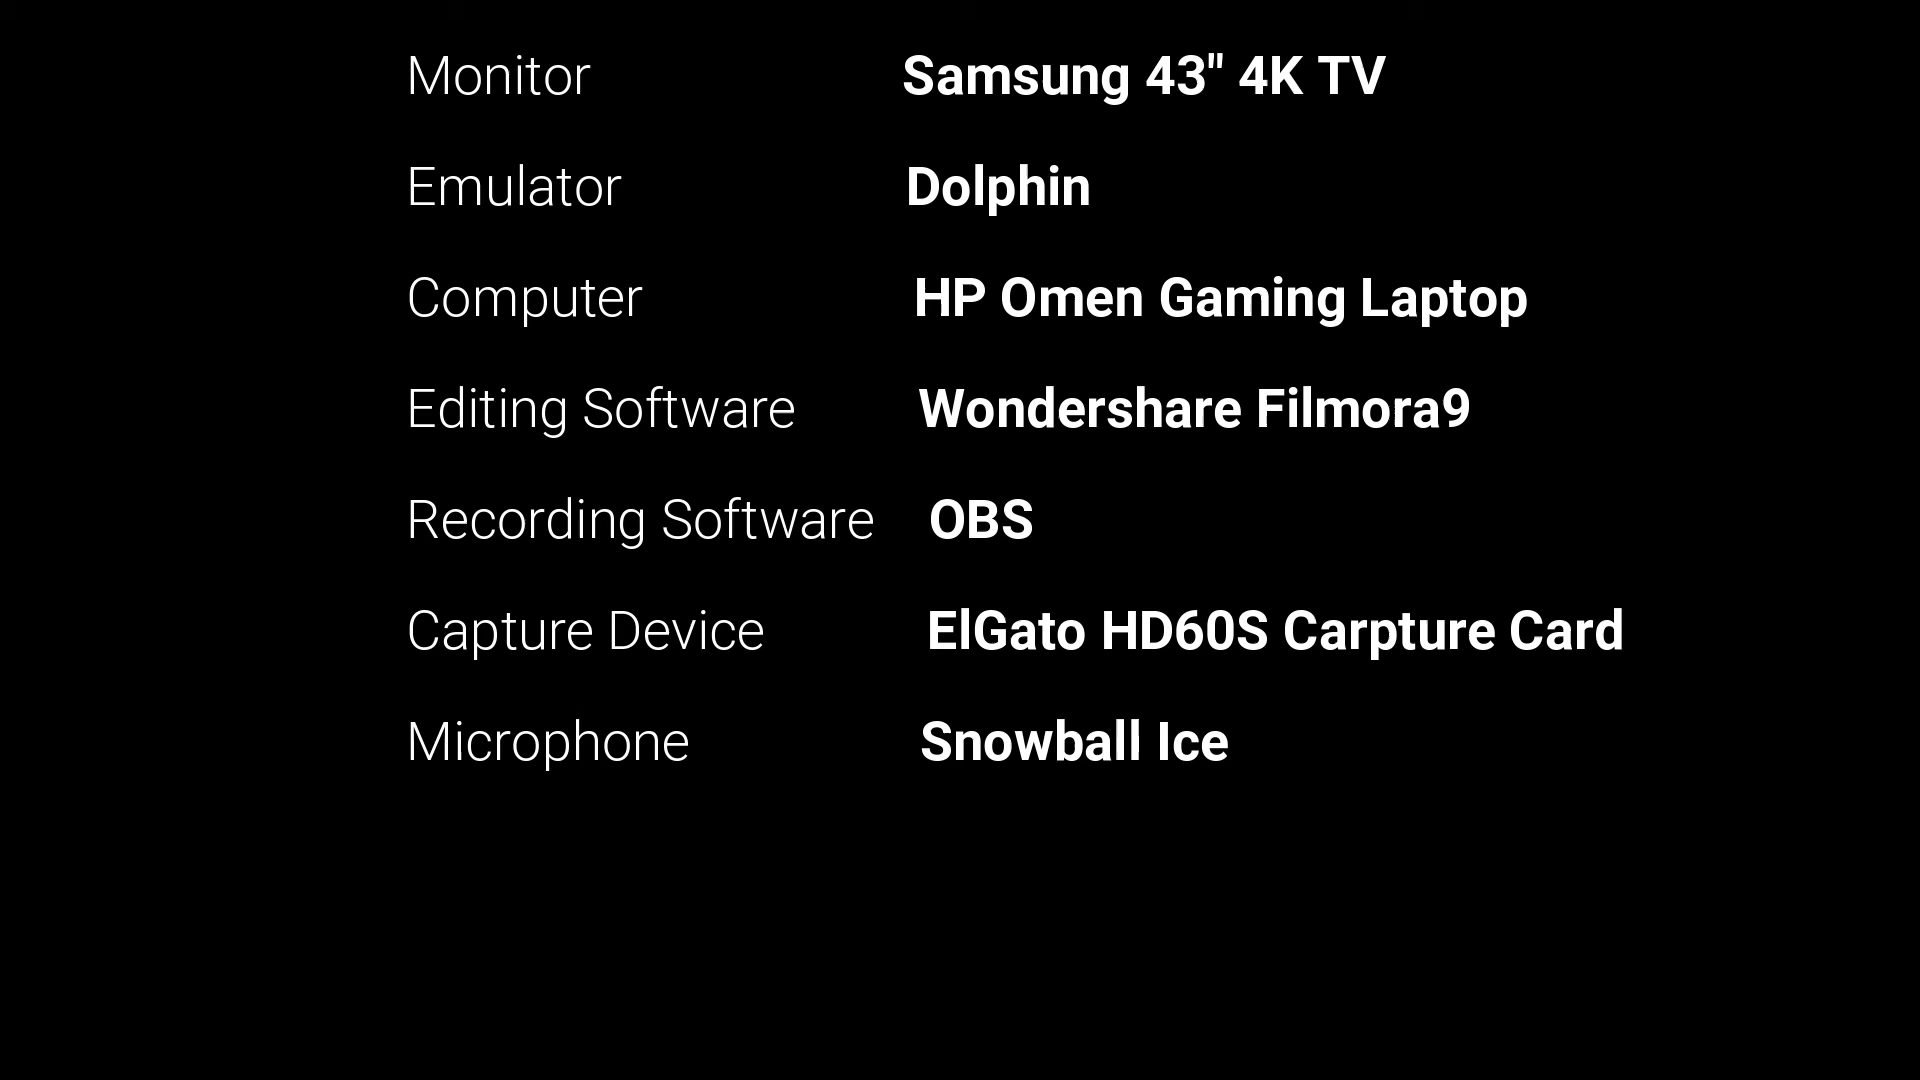 Monitor Samsung 43" 4K TV
Emulator Dolphin
Computer HP Omen Gaming Laptop
Editing Software Wondershare Filmora9
Recording Software OBS
Capture Device ElGato HD60S Carpture Card
Microphone Snowball Ice